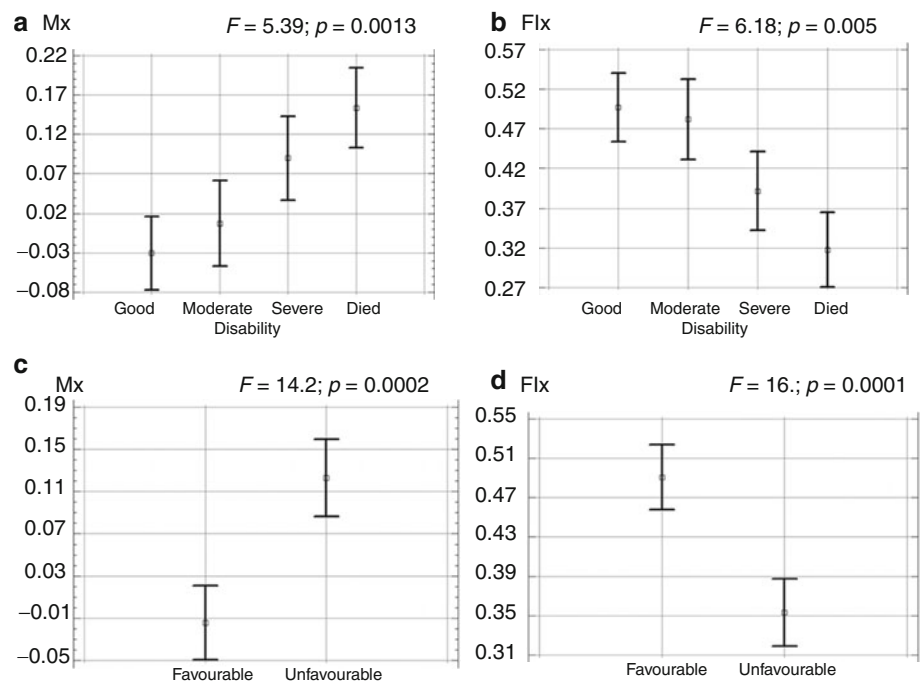 a Mx F = 5.39; p = 0.0013
0.22
0.17
0.12
0.07
0.02
−0.03
−0.08
Good Moderate Severe Died
Disability
b Flx F = 6.18; p = 0.005
0.57
0.52
0.47
0.42
0.37
0.32
0.27
Good Moderate Severe Died
Disability
c Mx F = 14.2; p = 0.0002
0.19
0.15
0.11
0.07
0.03
−0.01
−0.05
Favourable Unfavourable
d Flx F = 16.; p = 0.0001
0.55
0.51
0.47
0.43
0.39
0.35
0.31
Favourable Unfavourable